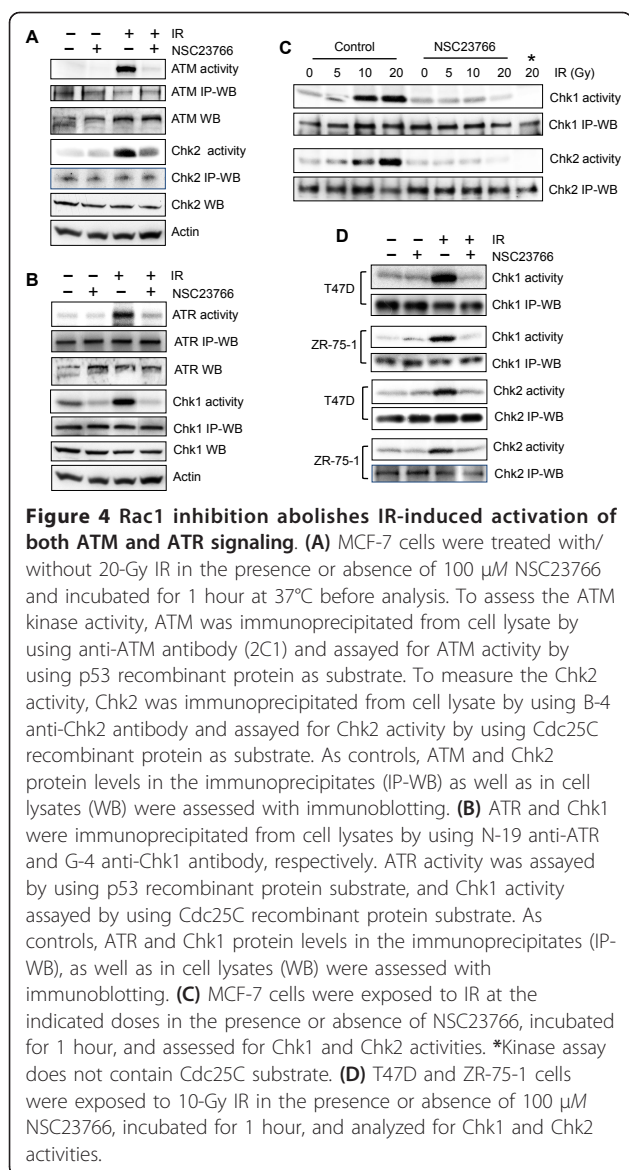 A
− − + + IR
− + − + NSC23766
ATM activity
ATM IP-WB
ATM WB
Chk2 activity
Chk2 IP-WB
Chk2 WB
Actin
B
− − + + IR
− + − + NSC23766
ATR activity
ATR IP-WB
ATR WB
Chk1 activity
Chk1 IP-WB
Chk1 WB
Actin
C
Control NSC23766 *
0 5 10 20 0 5 10 20 20 IR (Gy)
Chk1 activity
Chk1 IP-WB
Chk2 activity
Chk2 IP-WB
D
− − + + IR
− + − + NSC23766
T47D
Chk1 activity
Chk1 IP-WB
ZR-75-1
Chk1 activity
Chk1 IP-WB
T47D
Chk2 activity
Chk2 IP-WB
ZR-75-1
Chk2 activity
Chk2 IP-WB
Figure 4 Rac1 inhibition abolishes IR-induced activation of
both ATM and ATR signaling. (A) MCF-7 cells were treated with/
without 20-Gy IR in the presence or absence of 100 μM NSC23766
and incubated for 1 hour at 37°C before analysis. To assess the ATM
kinase activity, ATM was immunoprecipitated from cell lysate by
using anti-ATM antibody (2C1) and assayed for ATM activity by
using p53 recombinant protein as substrate. To measure the Chk2
activity, Chk2 was immunoprecipitated from cell lysate by using B-4
anti-Chk2 antibody and assayed for Chk2 activity by using Cdc25C
recombinant protein as substrate. As controls, ATM and Chk2
protein levels in the immunoprecipitates (IP-WB) as well as in cell
lysates (WB) were assessed with immunoblotting. (B) ATR and Chk1
were immunoprecipitated from cell lysates by using N-19 anti-ATR
and G-4 anti-Chk1 antibody, respectively. ATR activity was assayed
by using p53 recombinant protein substrate, and Chk1 activity
assayed by using Cdc25C recombinant protein substrate. As
controls, ATR and Chk1 protein levels in the immunoprecipitates (IP-
WB), as well as in cell lysates (WB) were assessed with
immunoblotting. (C) MCF-7 cells were exposed to IR at the
indicated doses in the presence or absence of NSC23766, incubated
for 1 hour, and assessed for Chk1 and Chk2 activities. *Kinase assay
does not contain Cdc25C substrate. (D) T47D and ZR-75-1 cells
were exposed to 10-Gy IR in the presence or absence of 100 μM
NSC23766, incubated for 1 hour, and analyzed for Chk1 and Chk2
activities.